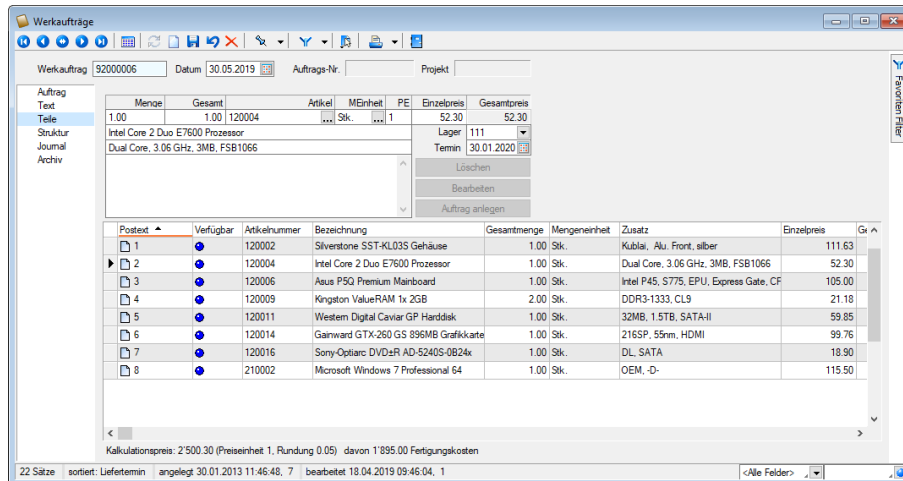 Werkaufträge
Werkauftrag 92000006 Datum 30.05.2019 Auftrags-Nr. Projekt
Favoriten Filter
Auftrag
Text
Teile
Struktur
Journal
Archiv
Menge Gesamt Artikel MEinheit PE Einzelpreis Gesamtpreis
1.00 1.00 120004 ... Stk. ... 1 52.30 52.30
Intel Core 2 Duo E7600 Prozessor Lager 111
Dual Core, 3.06 GHz, 3MB, FSB1066 Termin 30.01.2020
Löschen
Bearbeiten
Auftrag anlegen
Postext Verfügbar Artikelnummer Bezeichnung Gesamtmenge Mengeneinheit Zusatz Einzelpreis Ge
1 120002 Silverstone SST-KL03S Gehäuse 1.00 Stk. Kublai, Alu. Front, silber 111.63
2 120004 Intel Core 2 Duo E7600 Prozessor 1.00 Stk. Dual Core, 3.06 GHz, 3MB, FSB1066 52.30
3 120006 Asus P5Q Premium Mainboard 1.00 Stk. Intel P45, S775, EPU, Express Gate, CF 105.00
4 120009 Kingston ValueRAM 1x 2GB 2.00 Stk. DDR3-1333, CL9 21.18
5 120011 Western Digital Caviar GP Harddisk 1.00 Stk. 32MB, 1.5TB, SATA-II 59.85
6 120014 Gainward GTX-260 GS 896MB Grafikkarte 1.00 Stk. 216SP, 55nm, HDMI 99.76
7 120016 Sony-Optiarc DVD±R AD-5240S-0B24x 1.00 Stk. DL, SATA 18.90
8 210002 Microsoft Windows 7 Professional 64 1.00 Stk. OEM, -D- 115.50
Kalkulationspreis: 2'500.30 (Preiseinheit 1, Rundung 0.05) davon 1'895.00 Fertigungskosten
22 Sätze sortiert: Liefertermin angelegt 30.01.2013 11:46:48, 7 bearbeitet 18.04.2019 09:46:04, 1 <Alle Felder>